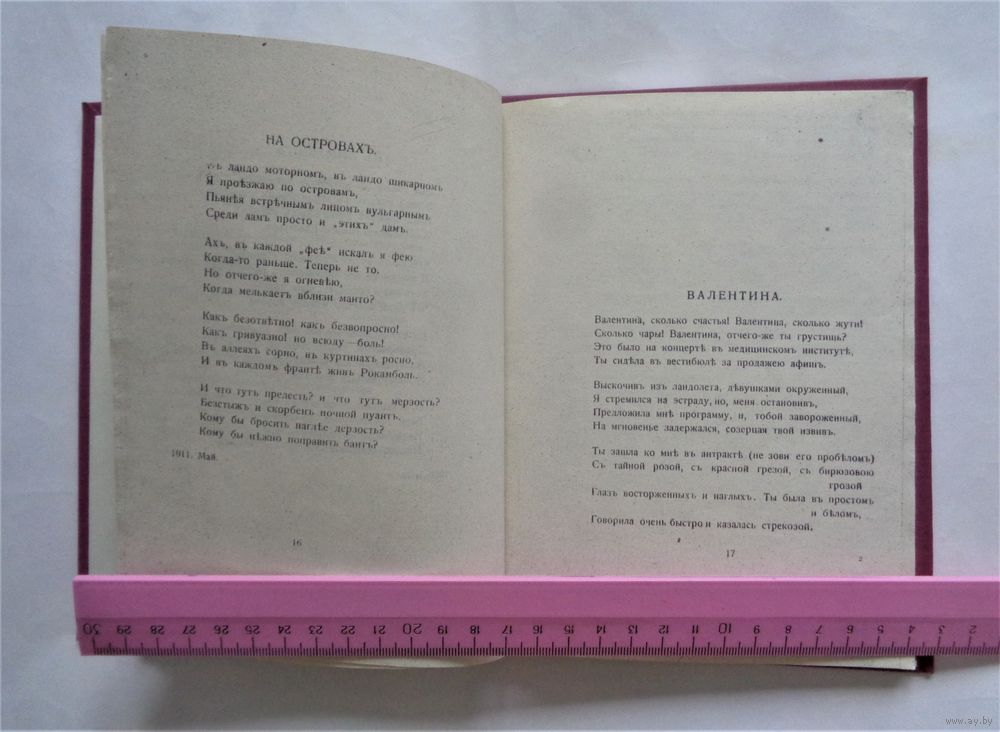 НА ОСТРОВАХЪ.
ландо моторномъ, въ ландо шикарномъ
Я проѣзжаю по островамъ,
Пьянѣя встрѣчнымъ лицомъ вульгарнымъ
Среди дамъ просто и „этихъ“ дамъ.
Ахъ, въ каждой „феѣ“ искалъ я фею
Когда-то раньше. Теперь не то.
Но отчего-же я огневѣю,
Когда мелькаетъ вблизи манто?
Какъ безотвѣтно! какъ безвопросно!
Какъ гривуазно! но всюду—боль!
Въ аллеяхъ сорно, въ куртинахъ росно,
И въ каждомъ франтѣ живъ Рокамболь.
И что тутъ прелесть? и что тутъ мерзость?
Безстыжъ и скорбенъ ночной пуантъ.
Кому бы бросить наглѣе дерзость?
Кому бы нѣжно поправить бантъ?
1911. Май.
16
ВАЛЕНТИНА.
Валентина, сколько счастья! Валентина, сколько жути!
Сколько чары! Валентина, отчего-же ты грустишь?
Это было на концертѣ въ медицинскомъ институтѣ,
Ты сидѣла въ вестибюлѣ за продажею афишъ.
Выскочивъ изъ ландолета, дѣвушками окруженный,
Я стремился на эстраду, но, меня остановивъ,
Предложила мнѣ программу, и, тобой завороженный,
На мгновенье задержался, созерцая твой извивъ.
Ты зашла ко мнѣ въ антрактѣ (не зови его пробѣломъ)
Съ тайной розой, съ красной грезой, съ бирюзовою
грозой
Глазъ восторженныхъ и наглыхъ. Ты была въ простомъ
и бѣломъ,
Говорила очень быстро и казалась стрекозой.
17
2
30 29 28 27 26 25 24 23 22 21 20 19 18 17 16 15 14 13 12 11 10 9 8 7 6 5 4 3 2
www.ay.by